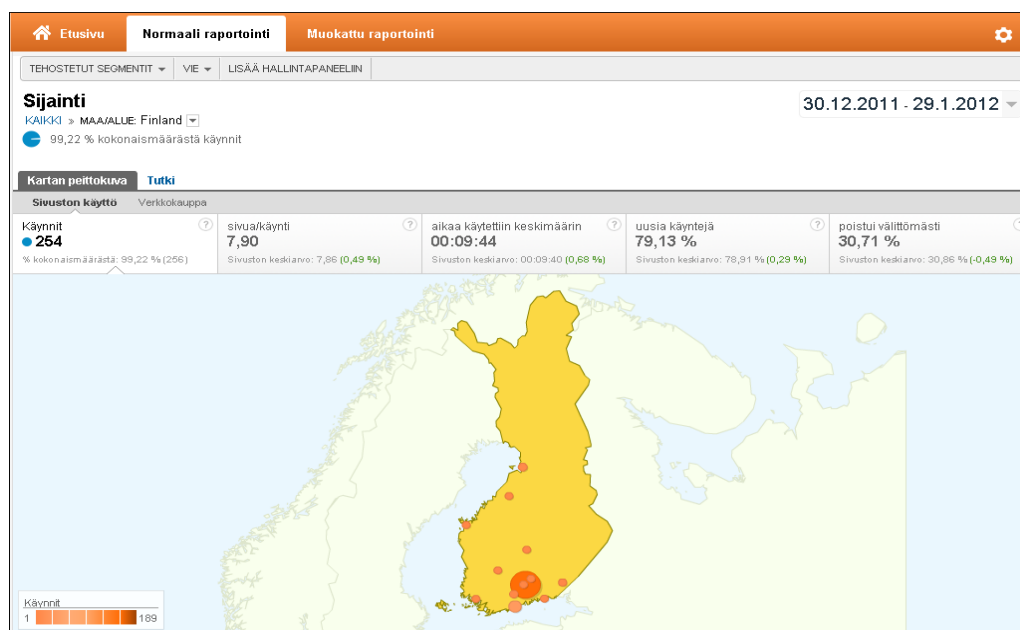 Etusivu
Normaali raportointi
Muokattu raportointi
TEHOSTETUT SEGMENTIT
VIE
LISÄÄ HALLINTAPANEELIIN
Sijainti
30.12.2011 - 29.1.2012
KAIKKI » MAA/ALUE: Finland
99,22 % kokonaismäärästä käynnit
Kartan peittokuva
Tutki
Sivuston käyttö
Verkkokauppa
Käynnit ?
254
% kokonaismäärästä: 99,22 % (256)
sivua/käynti ?
7,90
Sivuston keskiarvo: 7,86 (0,49 %)
aikaa käytettiin keskimäärin ?
00:09:44
Sivuston keskiarvo: 00:09:40 (0,68 %)
uusia käyntejä ?
79,13 %
Sivuston keskiarvo: 78,91 % (0,29 %)
poistui välittömästi ?
30,71 %
Sivuston keskiarvo: 30,86 % (-0,49 %)
Käynnit
1 189